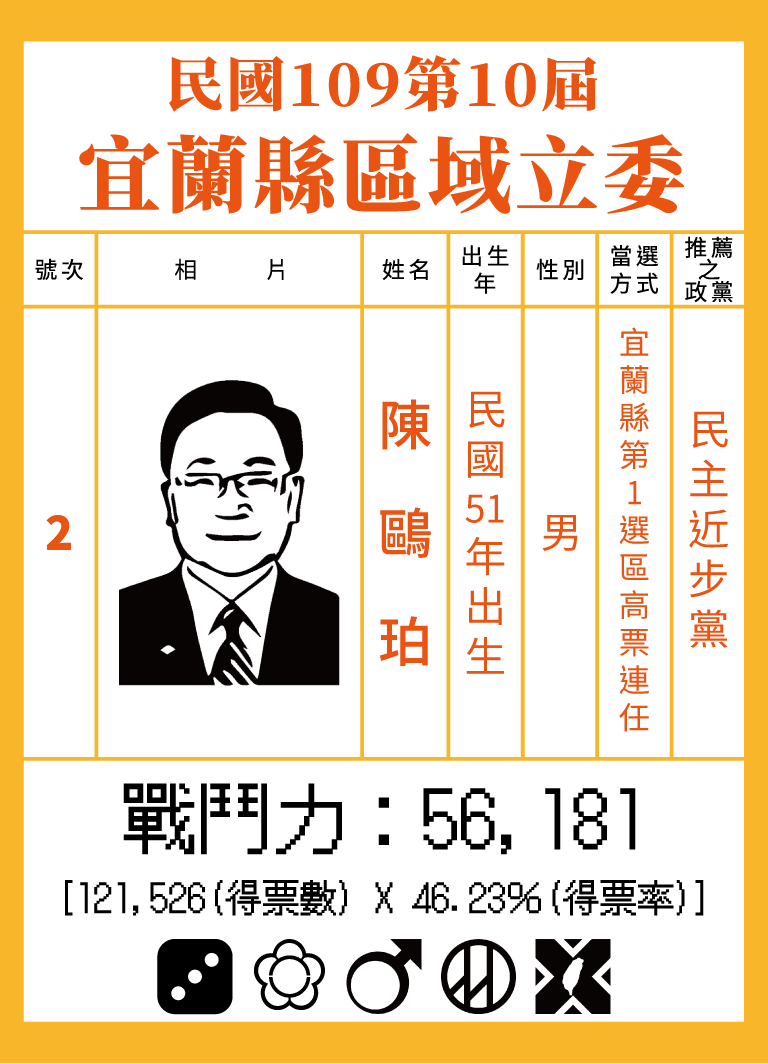 民國109第10屆
宜蘭縣區域立委
號次
相 片
姓名
出生年
性別
當選方式
推薦之政黨
2
陳鷗珀
民國51年出生
男
宜蘭縣第1選區高票連任
民主近步黨
戰鬥力：56,181
[121,526(得票數) X 46.23%(得票率)]